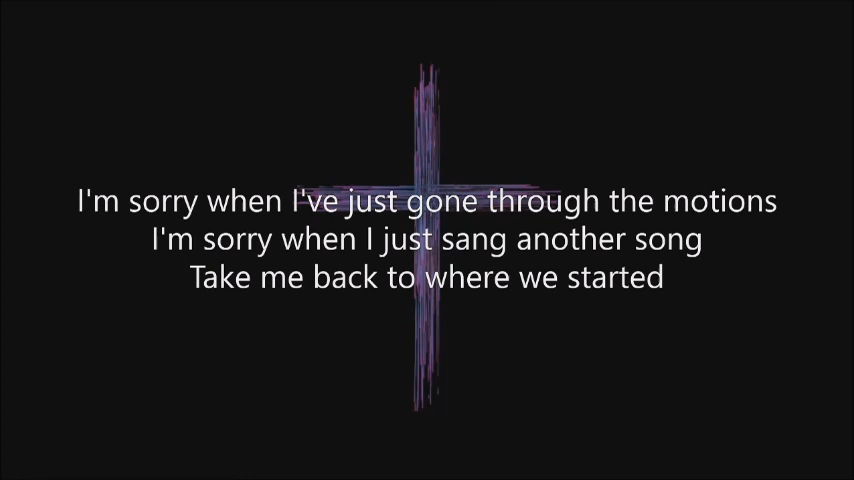 I'm sorry when I've just gone through the motions
I'm sorry when I just sang another song
Take me back to where we started